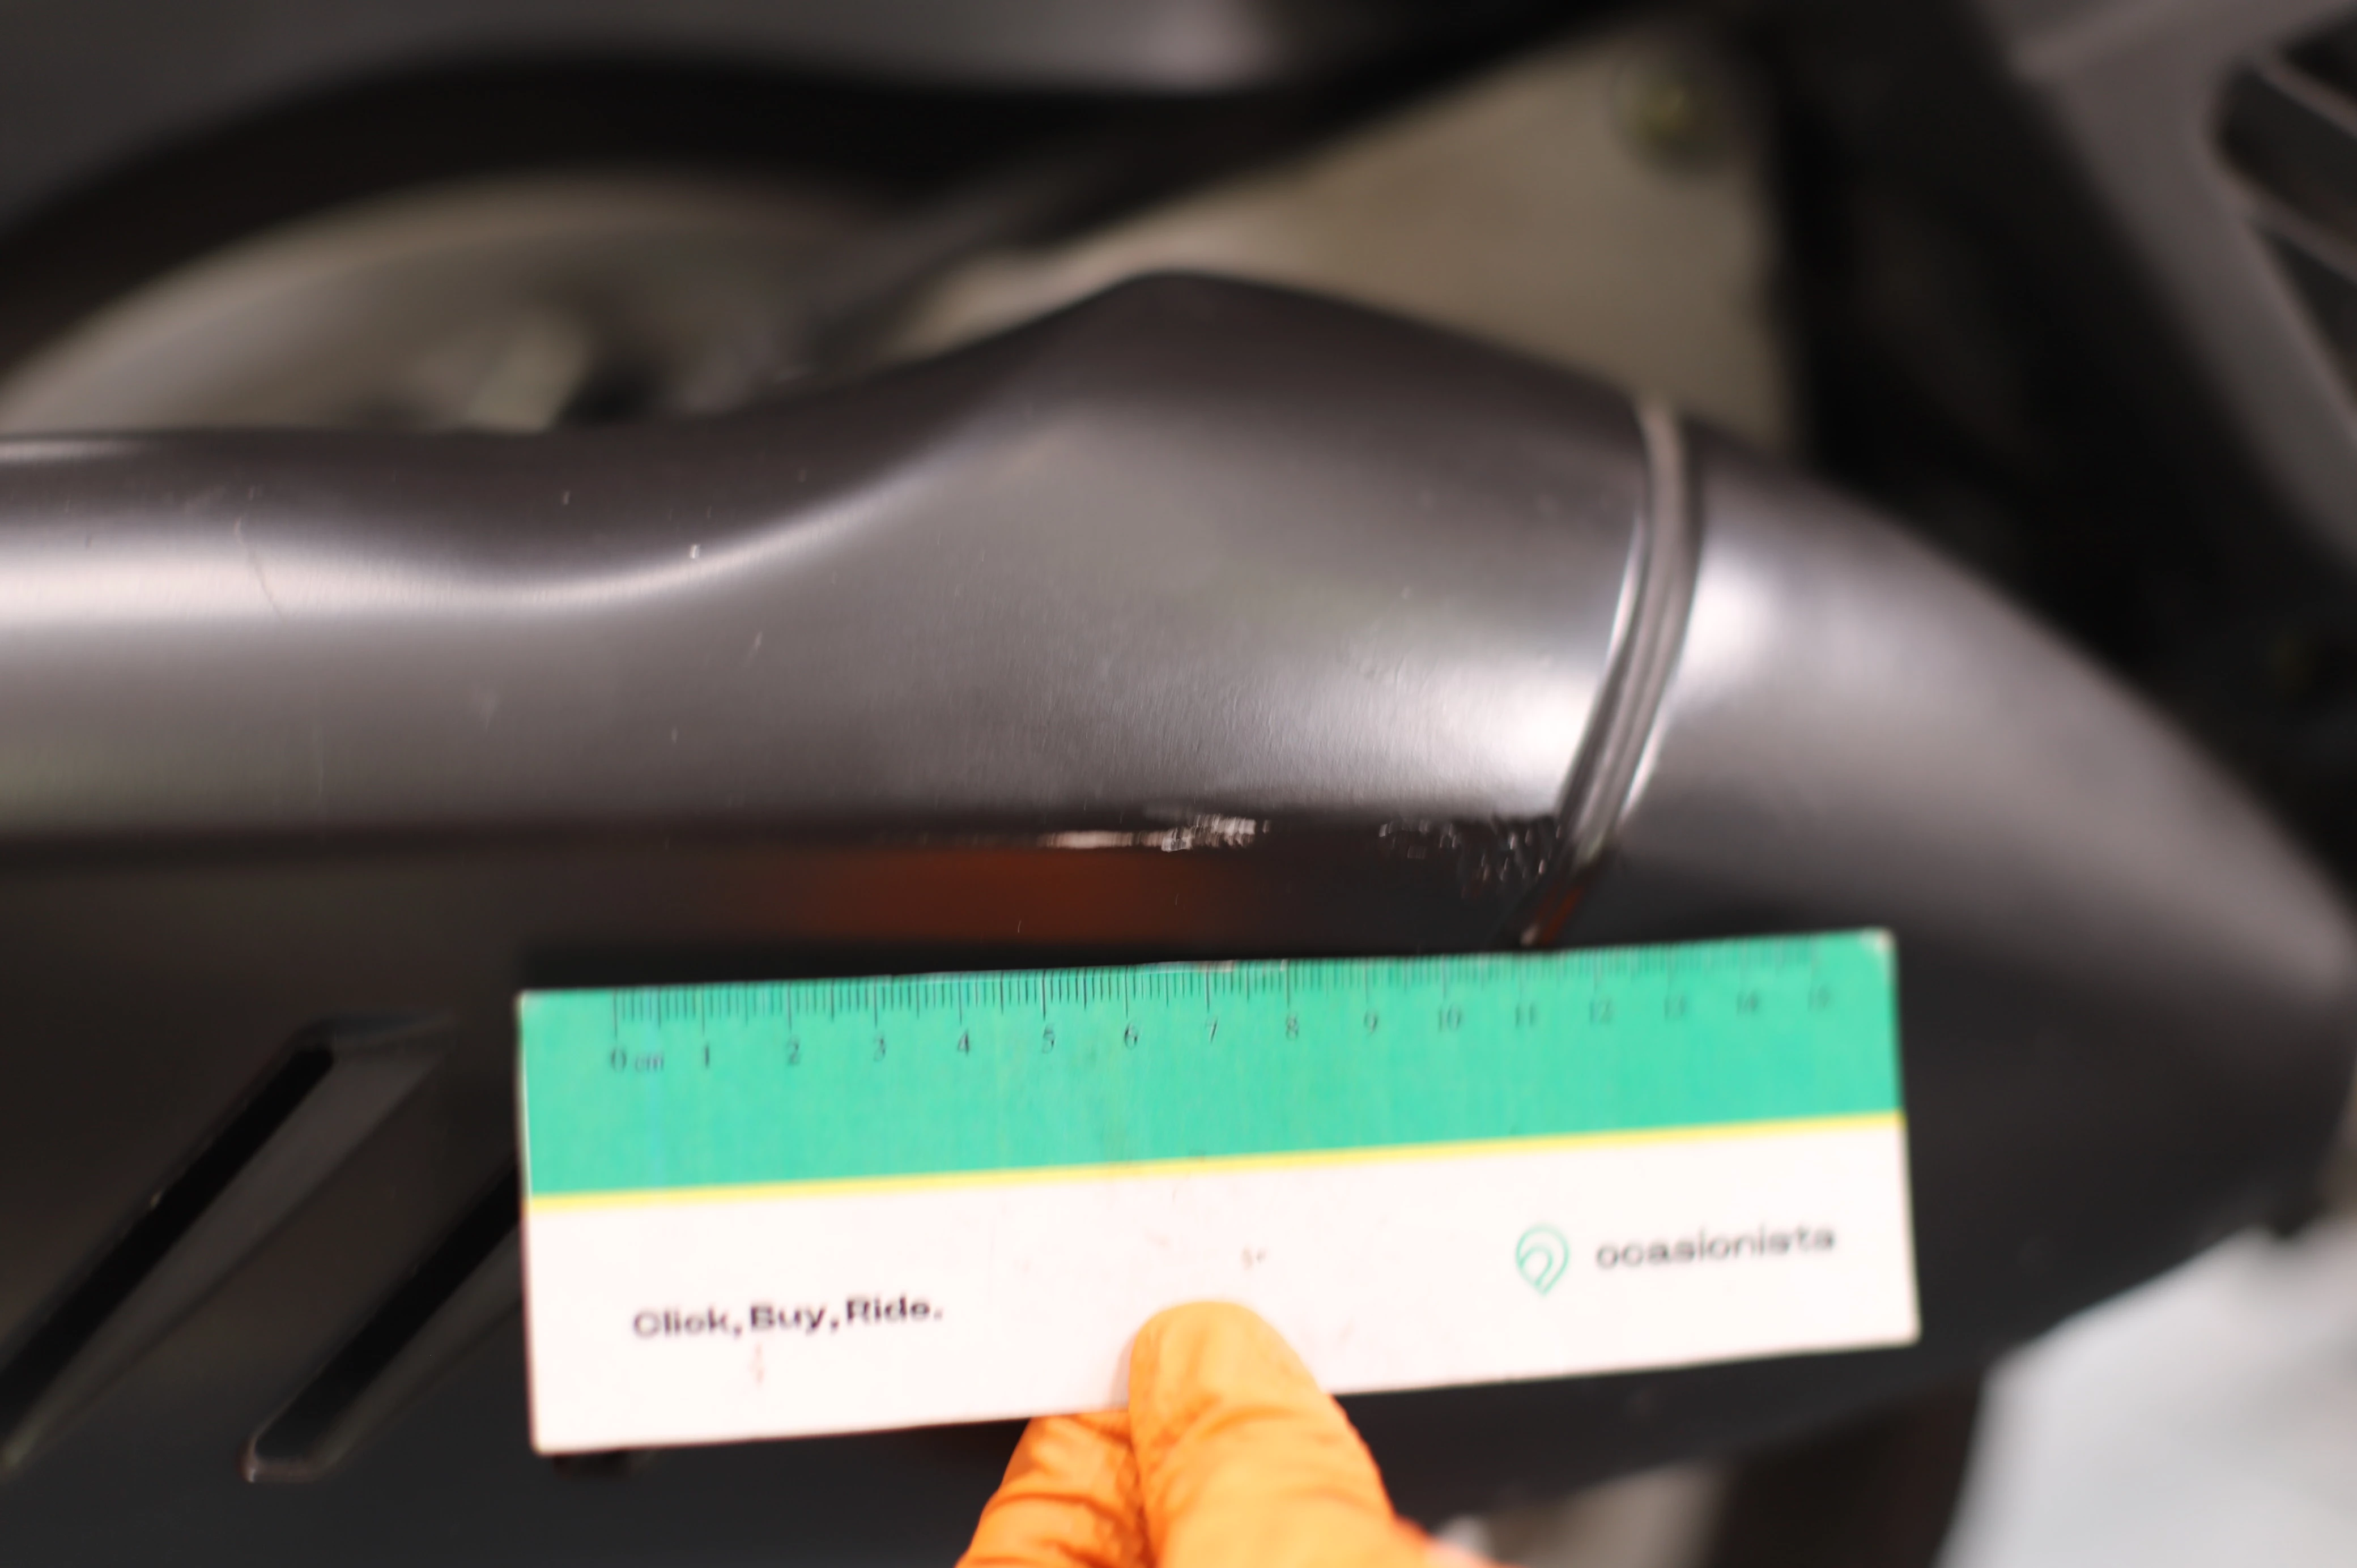 0 cm 1 2 3 4 5 6 7 8 9 10 11 12 13 14 15
ocasionista
Click, Buy, Ride.